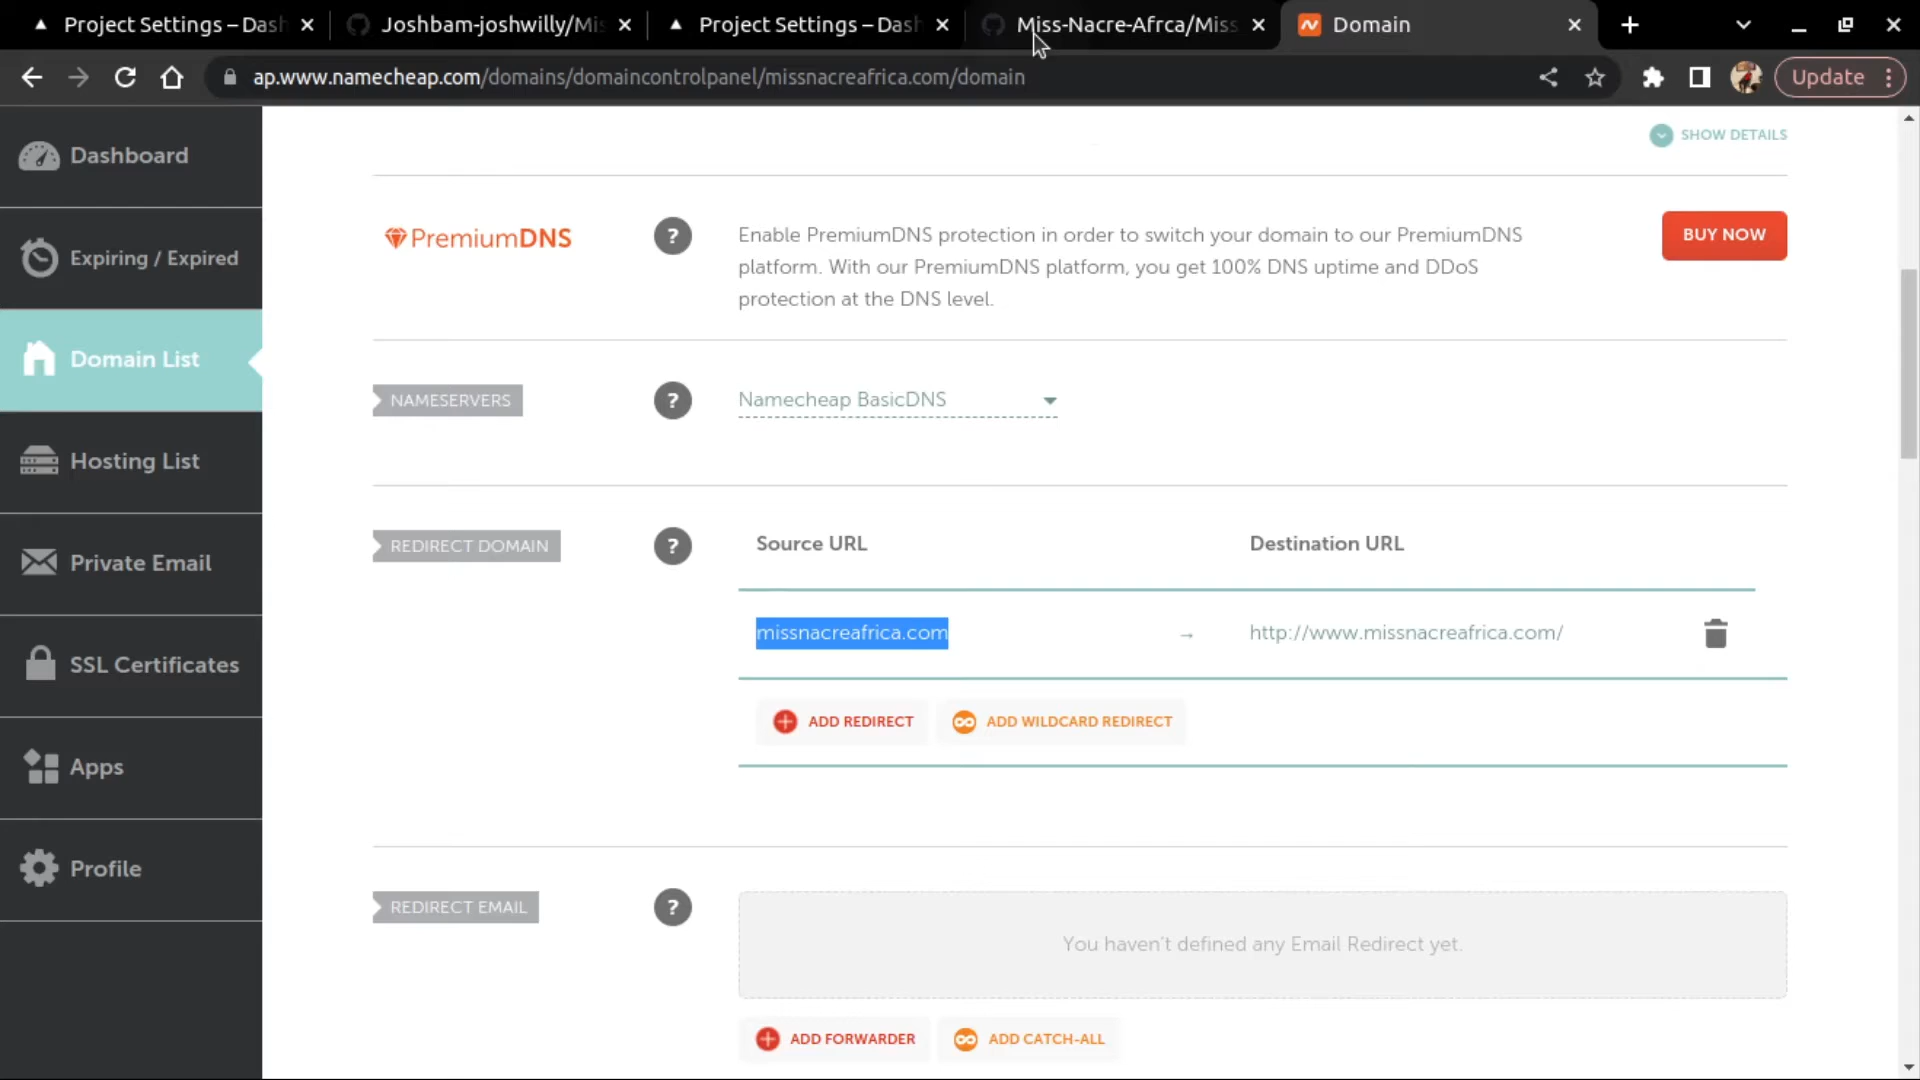 Project Settings – Dash
Joshbam-joshwilly/Mis
Project Settings – Dash
Miss-Nacre-Afrca/Miss
Domain
ap.www.namecheap.com/domains/domaincontrolpanel/missnacreafrica.com/domain
Update
Dashboard
Expiring / Expired
Domain List
Hosting List
Private Email
SSL Certificates
Apps
Profile
SHOW DETAILS
PremiumDNS
?
Enable PremiumDNS protection in order to switch your domain to our PremiumDNS
platform. With our PremiumDNS platform, you get 100% DNS uptime and DDoS
protection at the DNS level.
BUY NOW
NAMESERVERS
?
Namecheap BasicDNS
REDIRECT DOMAIN
?
Source URL
Destination URL
missnacreafrica.com
→
http://www.missnacreafrica.com/
ADD REDIRECT
ADD WILDCARD REDIRECT
REDIRECT EMAIL
?
You haven't defined any Email Redirect yet.
ADD FORWARDER
ADD CATCH-ALL